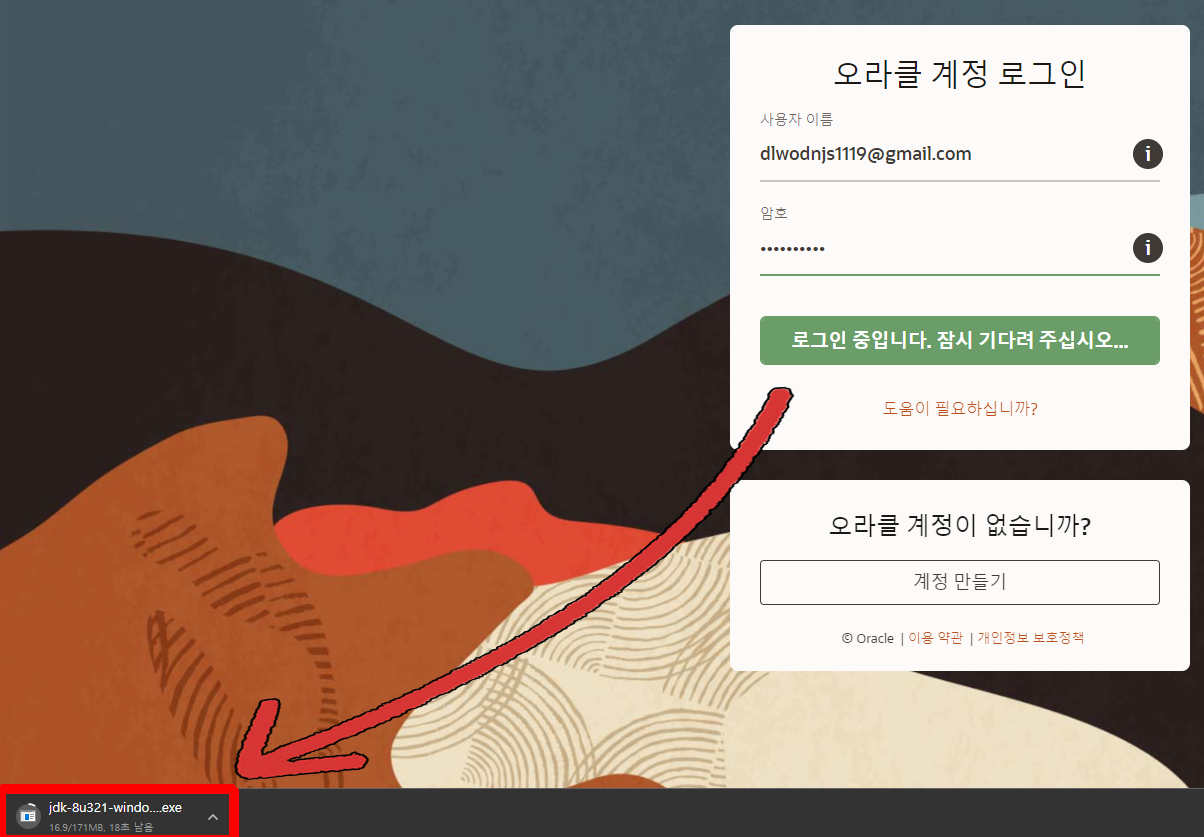 오라클 계정 로그인
사용자 이름
dlwodnjs1119@gmail.com
암호
••••••••••
로그인 중입니다. 잠시 기다려 주십시오...
도움이 필요하십니까?
오라클 계정이 없습니까?
계정 만들기
© Oracle | 이용 약관 | 개인정보 보호정책
jdk-8u321-windo....exe
16.9/171MB, 18초 남음